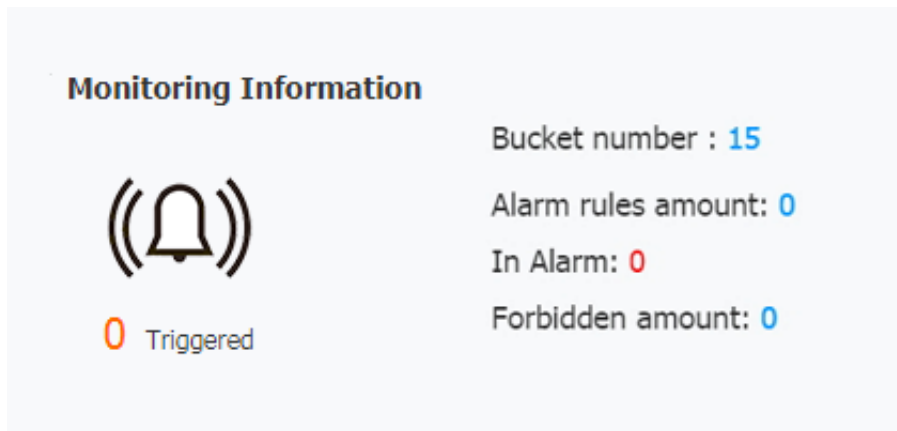 Monitoring Information
Bucket number : 15
Alarm rules amount: 0
In Alarm: 0
Forbidden amount: 0
0 Triggered